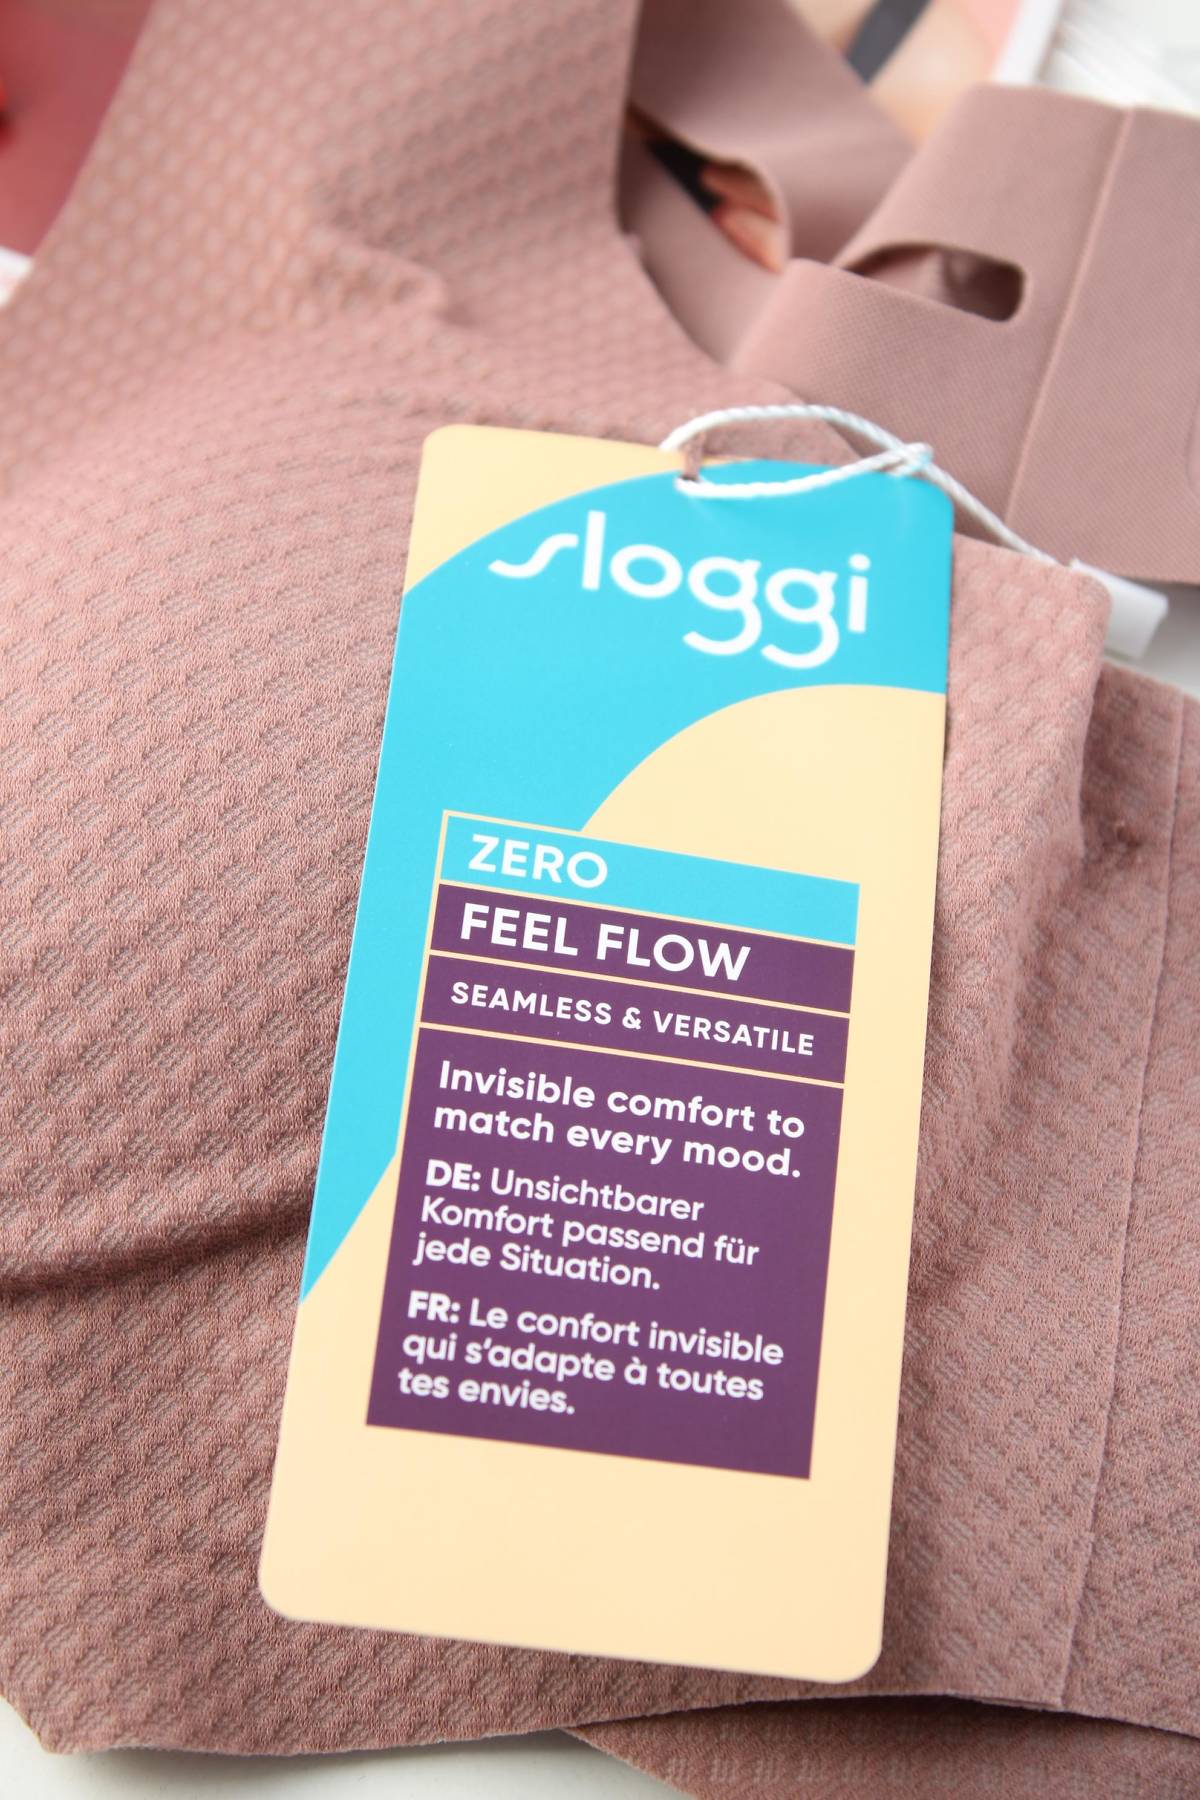 sloggi
ZERO
FEEL FLOW
SEAMLESS & VERSATILE
Invisible comfort to
match every mood.
DE: Unsichtbarer
Komfort passend für
jede Situation.
FR: Le confort invisible
qui s'adapte à toutes
tes envies.